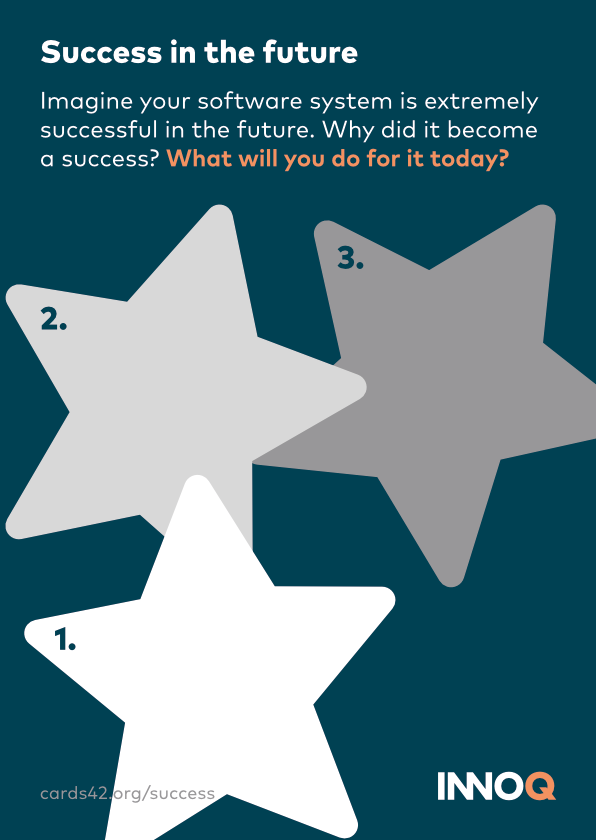 Success in the future
Imagine your software system is extremely
successful in the future. Why did it become
a success? What will you do for it today?
3.
2.
1.
cards42.org/success
INNOQ